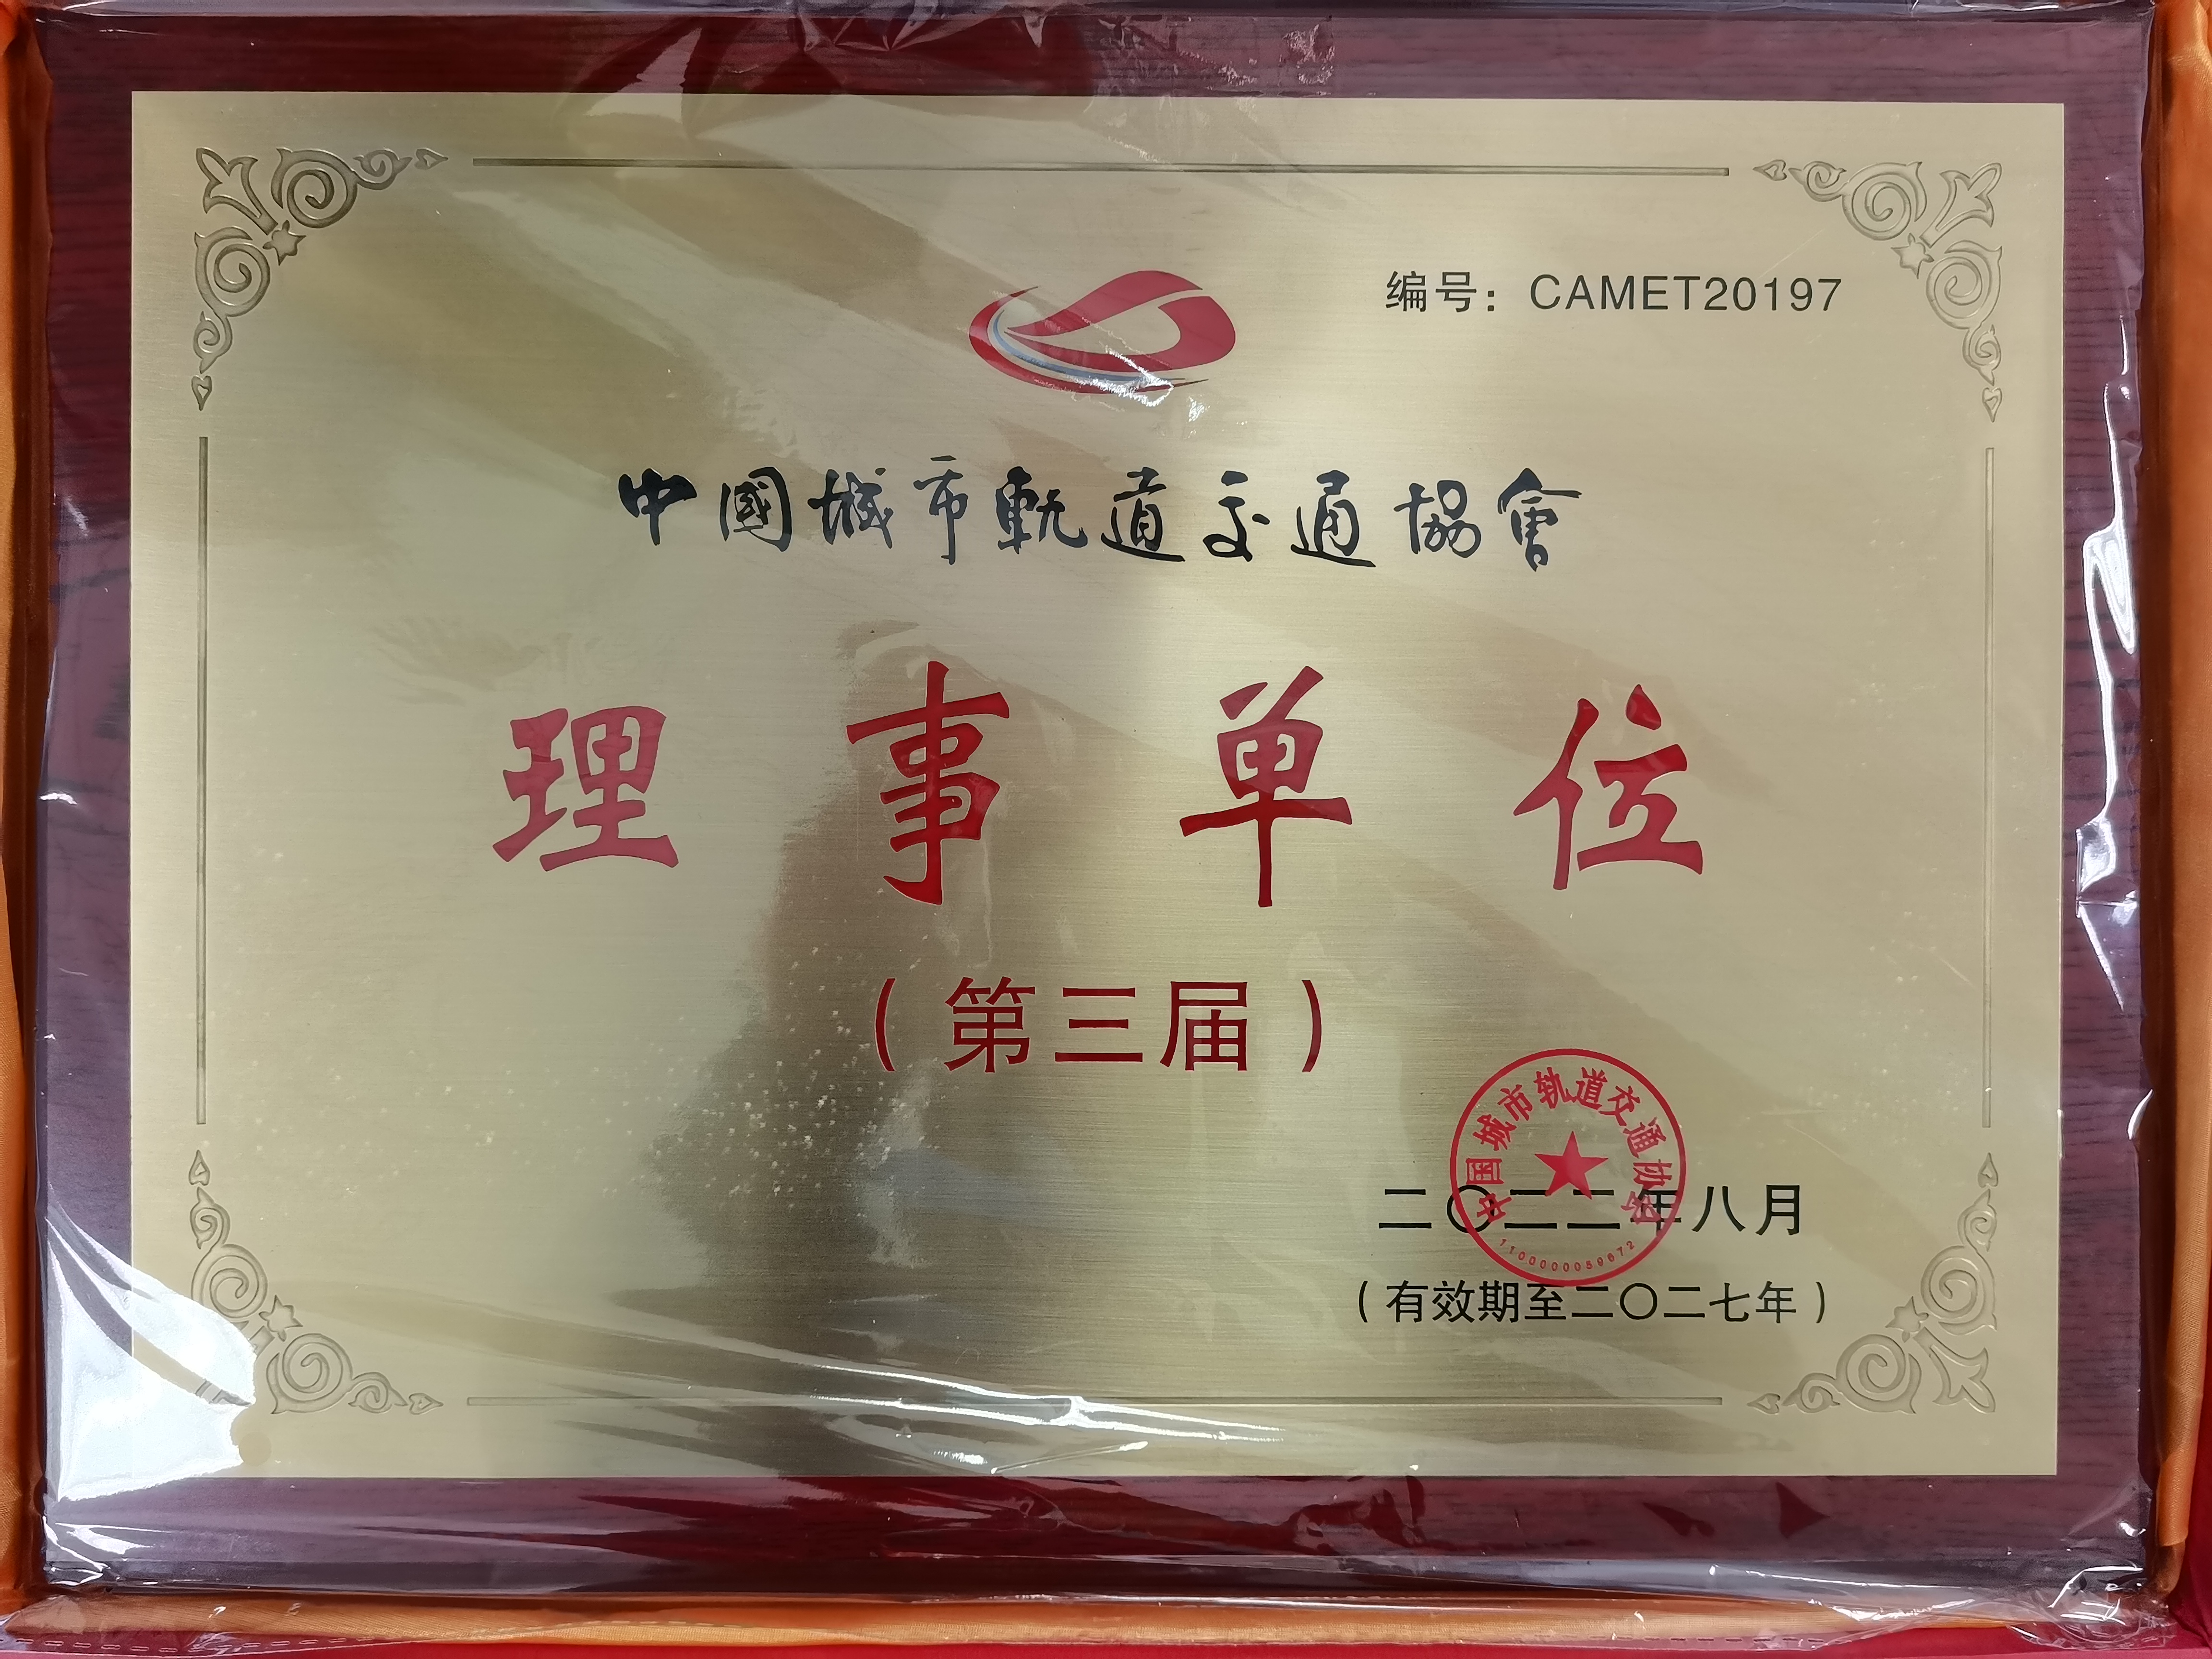 编号：CAMET20197
中國城市軌道交通協會
理事单位
（第三届）
中国城市轨道交通协会
二〇二二年八月
1100000059672
（有效期至二〇二七年）